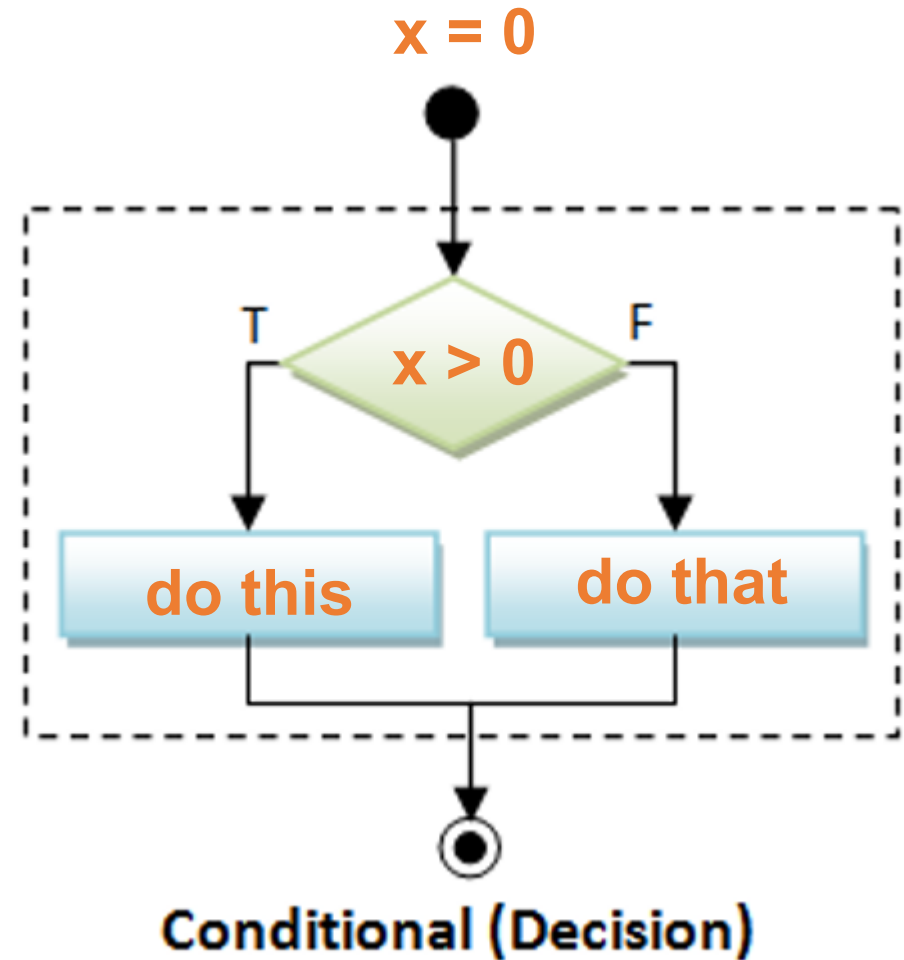 x = 0
T
F
x > 0
do this
do that
Conditional (Decision)